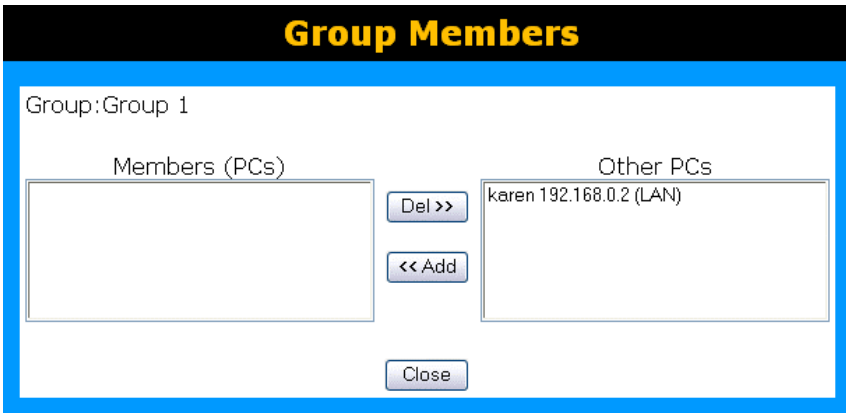 Group Members
Group:Group 1
Members (PCs)
Other PCs
Del >>
karen 192.168.0.2 (LAN)
<< Add
Close